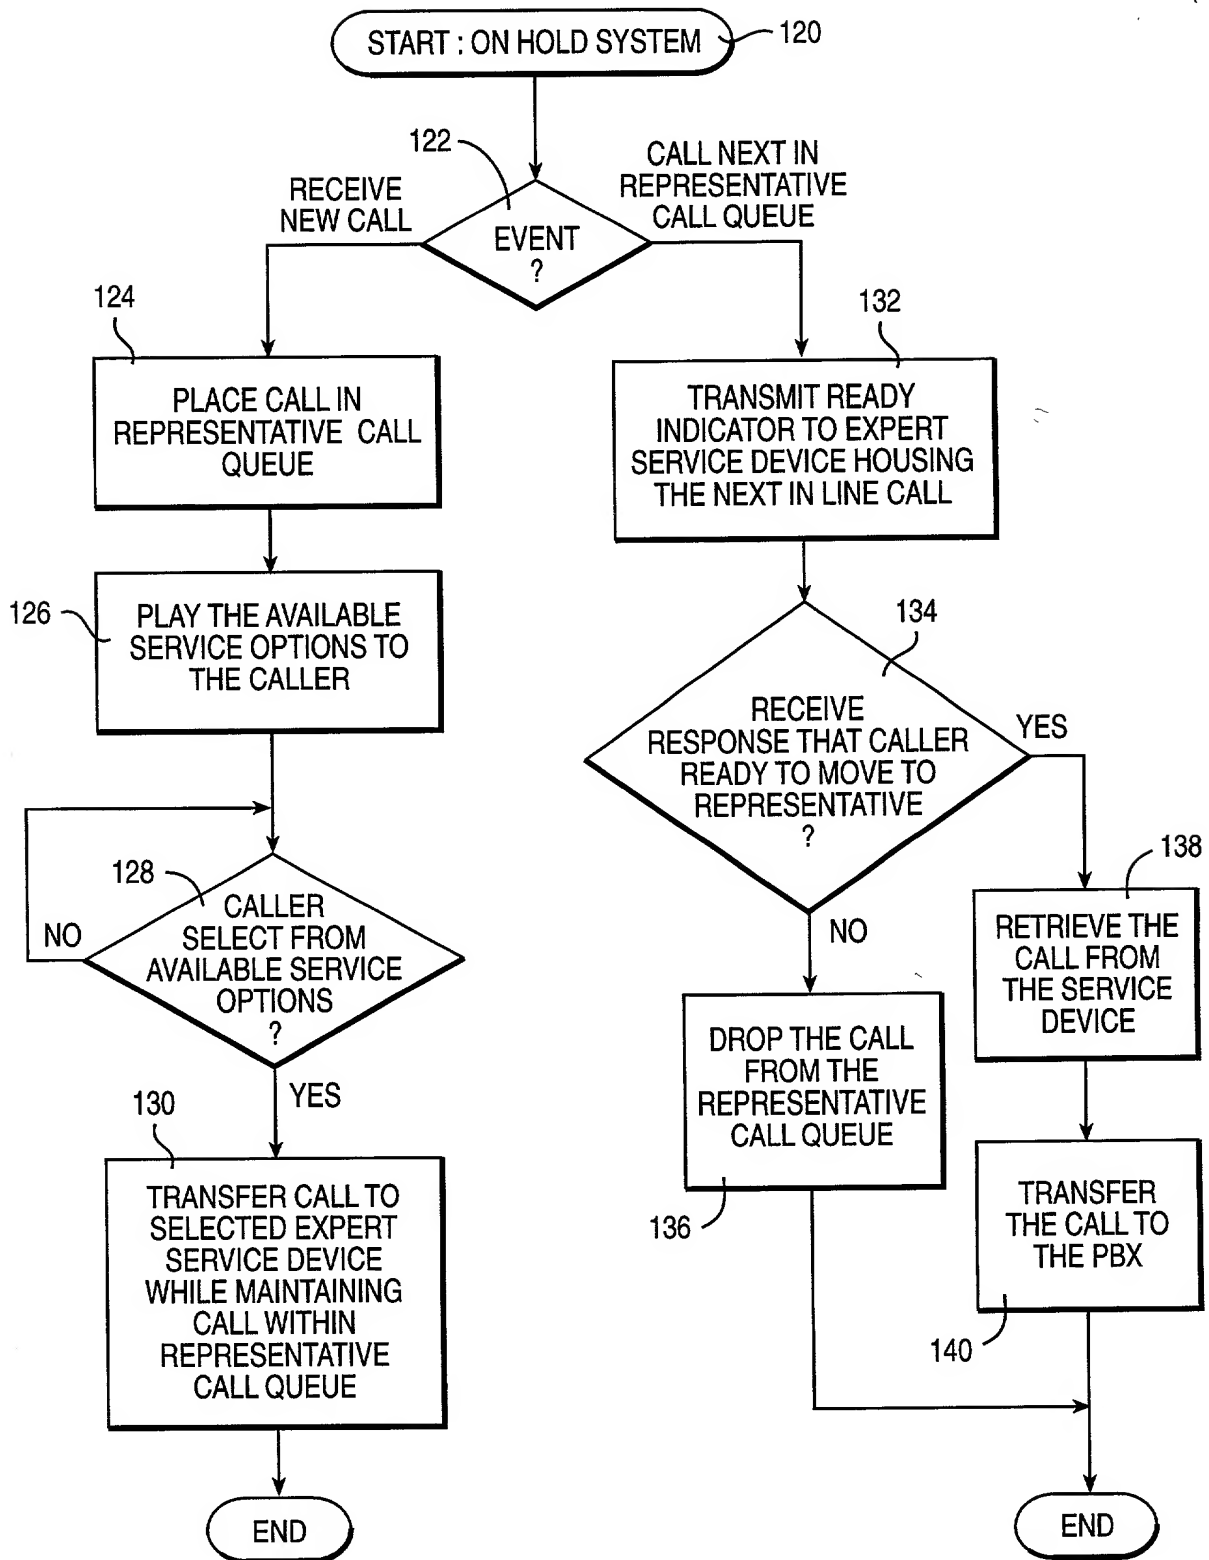 START : ON HOLD SYSTEM
120
122
RECEIVE
NEW CALL
CALL NEXT IN
REPRESENTATIVE
CALL QUEUE
EVENT
?
124
PLACE CALL IN
REPRESENTATIVE CALL
QUEUE
126
PLAY THE AVAILABLE
SERVICE OPTIONS TO
THE CALLER
128
NO
CALLER
SELECT FROM
AVAILABLE SERVICE
OPTIONS
?
YES
130
TRANSFER CALL TO
SELECTED EXPERT
SERVICE DEVICE
WHILE MAINTAINING
CALL WITHIN
REPRESENTATIVE
CALL QUEUE
END
132
TRANSMIT READY
INDICATOR TO EXPERT
SERVICE DEVICE HOUSING
THE NEXT IN LINE CALL
134
RECEIVE
RESPONSE THAT CALLER
READY TO MOVE TO
REPRESENTATIVE
?
YES
NO
136
DROP THE CALL
FROM THE
REPRESENTATIVE
CALL QUEUE
138
RETRIEVE THE
CALL FROM
THE SERVICE
DEVICE
TRANSFER
THE CALL TO
THE PBX
140
END